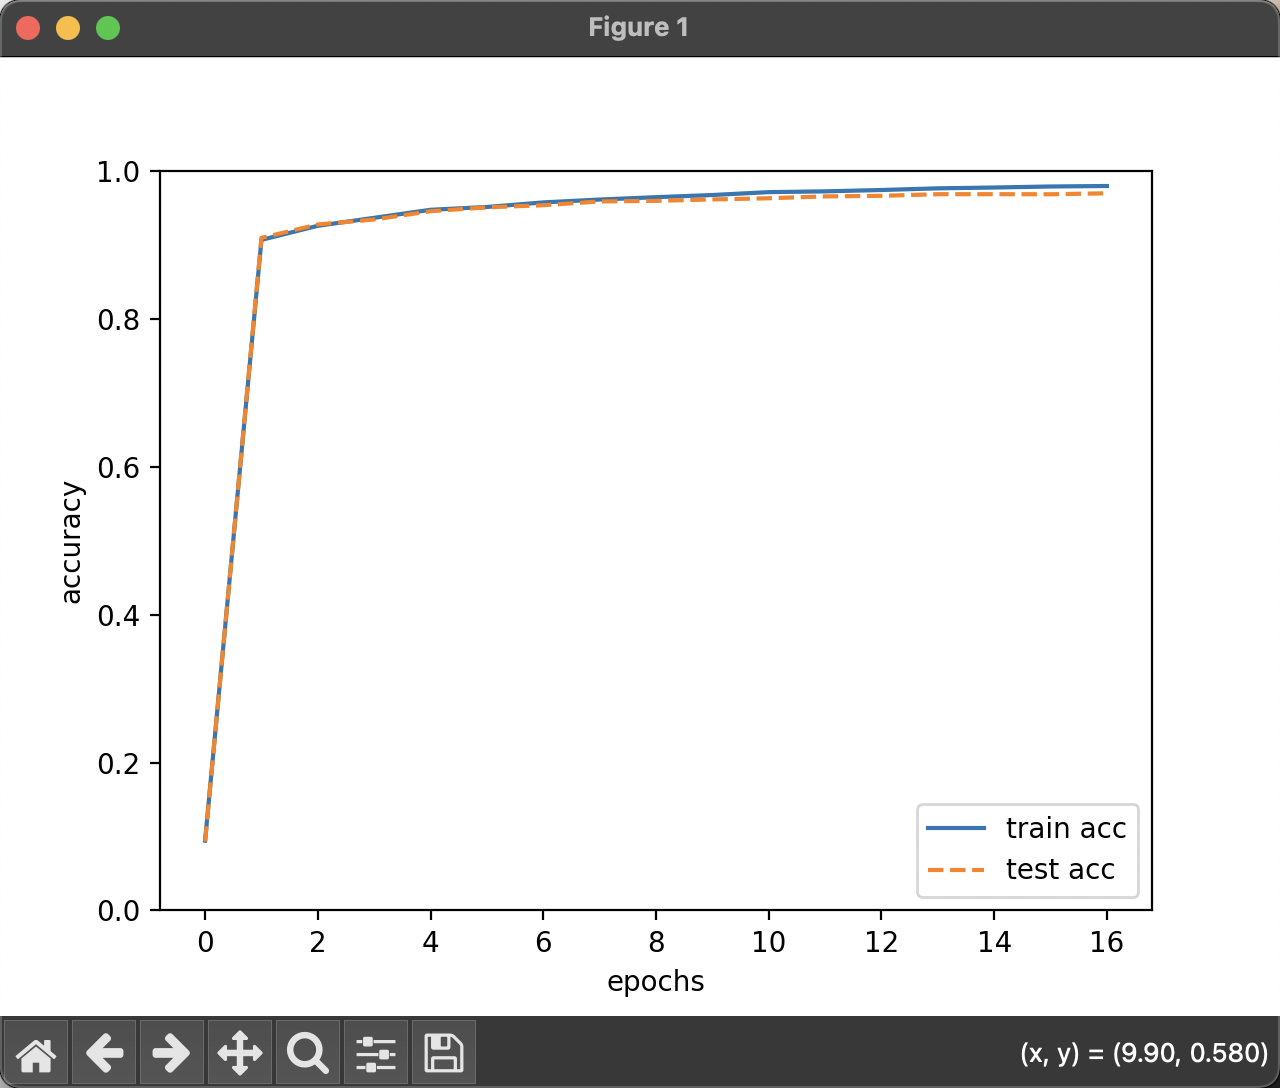 Figure 1
1.0
0.8
0.6
0.4
0.2
0.0
accuracy
train acc
test acc
0 2 4 6 8 10 12 14 16
epochs
(x, y) = (9.90, 0.580)